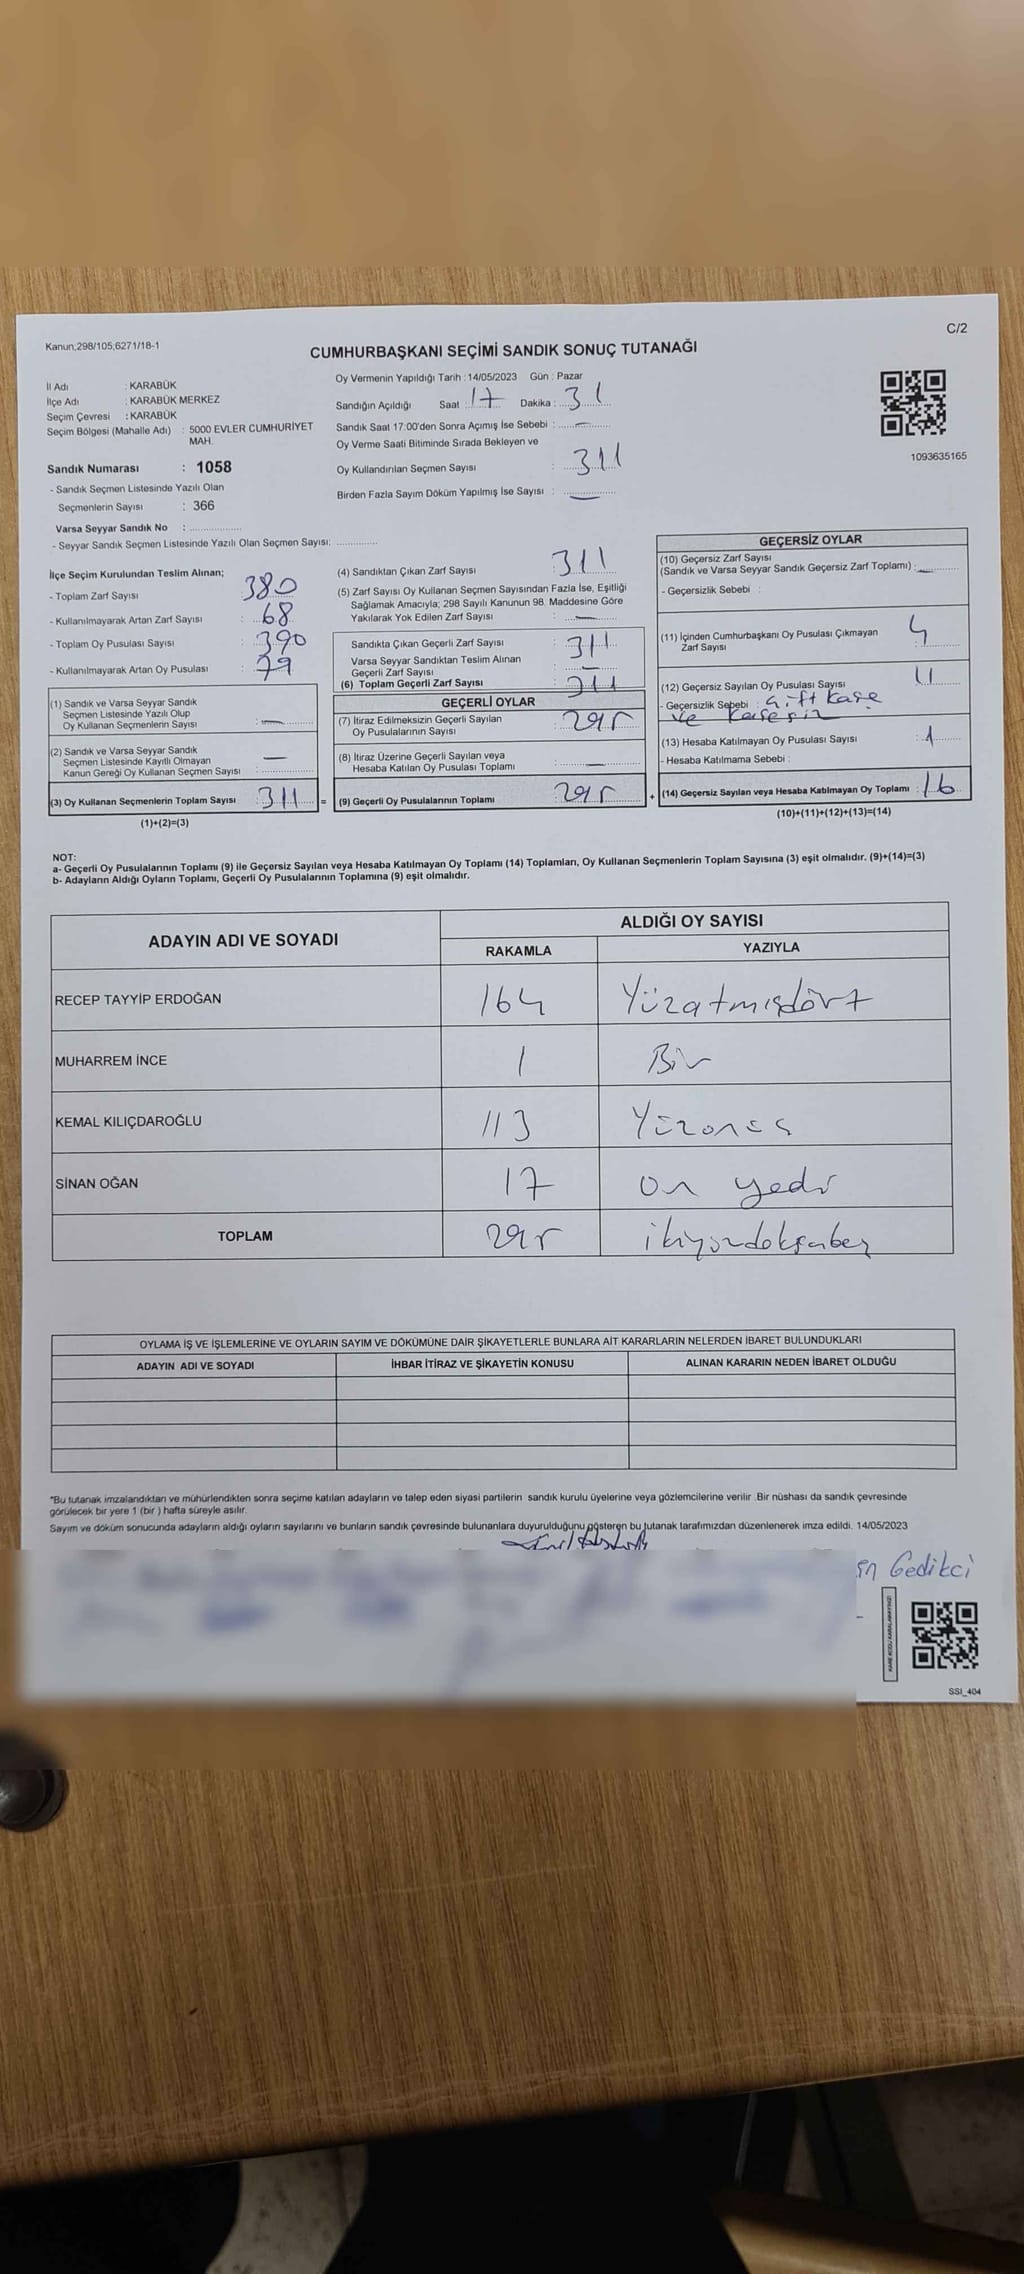 Kanun;298/105;6271/18-1
C/2
CUMHURBAŞKANI SEÇİMİ SANDIK SONUÇ TUTANAĞI
İl Adı : KARABÜK
İlçe Adı : KARABÜK MERKEZ
Seçim Çevresi : KARABÜK
Seçim Bölgesi (Mahalle Adı) : 5000 EVLER CUMHURİYET
MAH.
Sandık Numarası : 1058
- Sandık Seçmen Listesinde Yazılı Olan
Seçmenlerin Sayısı : 366
Varsa Seyyar Sandık No :
- Seyyar Sandık Seçmen Listesinde Yazılı Olan Seçmen Sayısı:
Oy Vermenin Yapıldığı Tarih : 14/05/2023 Gün : Pazar
Sandığın Açıldığı Saat : 17 Dakika : 31
Sandık Saat 17:00'den Sonra Açımış İse Sebebi : —
Oy Verme Saati Bitiminde Sırada Bekleyen ve
Oy Kullandırılan Seçmen Sayısı : 311
Birden Fazla Sayım Döküm Yapılmış İse Sayısı : —
1093635165
İlçe Seçim Kurulundan Teslim Alınan;
- Toplam Zarf Sayısı : 380
- Kullanılmayarak Artan Zarf Sayısı : 68
- Toplam Oy Pusulası Sayısı : 390
- Kullanılmayarak Artan Oy Pusulası : 79
(1) Sandık ve Varsa Seyyar Sandık
Seçmen Listesinde Yazılı Olup
Oy Kullanan Seçmenlerin Sayısı : —
(2) Sandık ve Varsa Seyyar Sandık
Seçmen Listesinde Kayıtlı Olmayan
Kanun Gereği Oy Kullanan Seçmen Sayısı : —
(3) Oy Kullanan Seçmenlerin Toplam Sayısı : 311 =
(1)+(2)=(3)
(4) Sandıktan Çıkan Zarf Sayısı : 311
(5) Zarf Sayısı Oy Kullanan Seçmen Sayısından Fazla İse, Eşitliği
Sağlamak Amacıyla; 298 Sayılı Kanunun 98. Maddesine Göre
Yakılarak Yok Edilen Zarf Sayısı : —
Sandıkta Çıkan Geçerli Zarf Sayısı : 311
Varsa Seyyar Sandıktan Teslim Alınan
Geçerli Zarf Sayısı : —
(6) Toplam Geçerli Zarf Sayısı : 311
GEÇERLİ OYLAR
(7) İtiraz Edilmeksizin Geçerli Sayılan
Oy Pusulalarının Sayısı : 295
(8) İtiraz Üzerine Geçerli Sayılan veya
Hesaba Katılan Oy Pusulası Toplamı : —
(9) Geçerli Oy Pusulalarının Toplamı : 295 +
GEÇERSİZ OYLAR
(10) Geçersiz Zarf Sayısı
(Sandık ve Varsa Seyyar Sandık Geçersiz Zarf Toplamı) : —
- Geçersizlik Sebebi :
(11) İçinden Cumhurbaşkanı Oy Pusulası Çıkmayan
Zarf Sayısı : 4
(12) Geçersiz Sayılan Oy Pusulası Sayısı : 11
- Geçersizlik Sebebi : Çift kaşe
ve kaşesiz
(13) Hesaba Katılmayan Oy Pusulası Sayısı : 1
- Hesaba Katılmama Sebebi :
(14) Geçersiz Sayılan veya Hesaba Katılmayan Oy Toplamı : 16
(10)+(11)+(12)+(13)=(14)
NOT:
a- Geçerli Oy Pusulalarının Toplamı (9) ile Geçersiz Sayılan veya Hesaba Katılmayan Oy Toplamı (14) Toplamları, Oy Kullanan Seçmenlerin Toplam Sayısına (3) eşit olmalıdır. (9)+(14)=(3)
b- Adayların Aldığı Oyların Toplamı, Geçerli Oy Pusulalarının Toplamına (9) eşit olmalıdır.
ADAYIN ADI VE SOYADI
ALDIĞI OY SAYISI
RAKAMLA YAZIYLA
RECEP TAYYİP ERDOĞAN 164 Yüzatmışdört
MUHARREM İNCE 1 Bir
KEMAL KILIÇDAROĞLU 113 Yüzonüç
SİNAN OĞAN 17 on yedi
TOPLAM 295 ikiyüzdoksanbeş
OYLAMA İŞ VE İŞLEMLERİNE VE OYLARIN SAYIM VE DÖKÜMÜNE DAİR ŞİKAYETLERLE BUNLARA AİT KARARLARIN NELERDEN İBARET BULUNDUKLARI
ADAYIN ADI VE SOYADI İHBAR İTİRAZ VE ŞİKAYETİN KONUSU ALINAN KARARIN NEDEN İBARET OLDUĞU
"Bu tutanak imzalandıktan ve mühürlendikten sonra seçime katılan adayların ve talep eden siyasi partilerin sandık kurulu üyelerine veya gözlemcilerine verilir .Bir nüshası da sandık çevresinde
görülecek bir yere 1 (bir ) hafta süreyle asılır.
Sayım ve döküm sonucunda adayların aldığı oyların sayılarını ve bunların sandık çevresinde bulunanlara duyurulduğunu gösteren bu tutanak tarafımızdan düzenlenerek imza edildi. 14/05/2023
Gedikci
KARE KODU KARALAMAYINIZ!
SSI_404